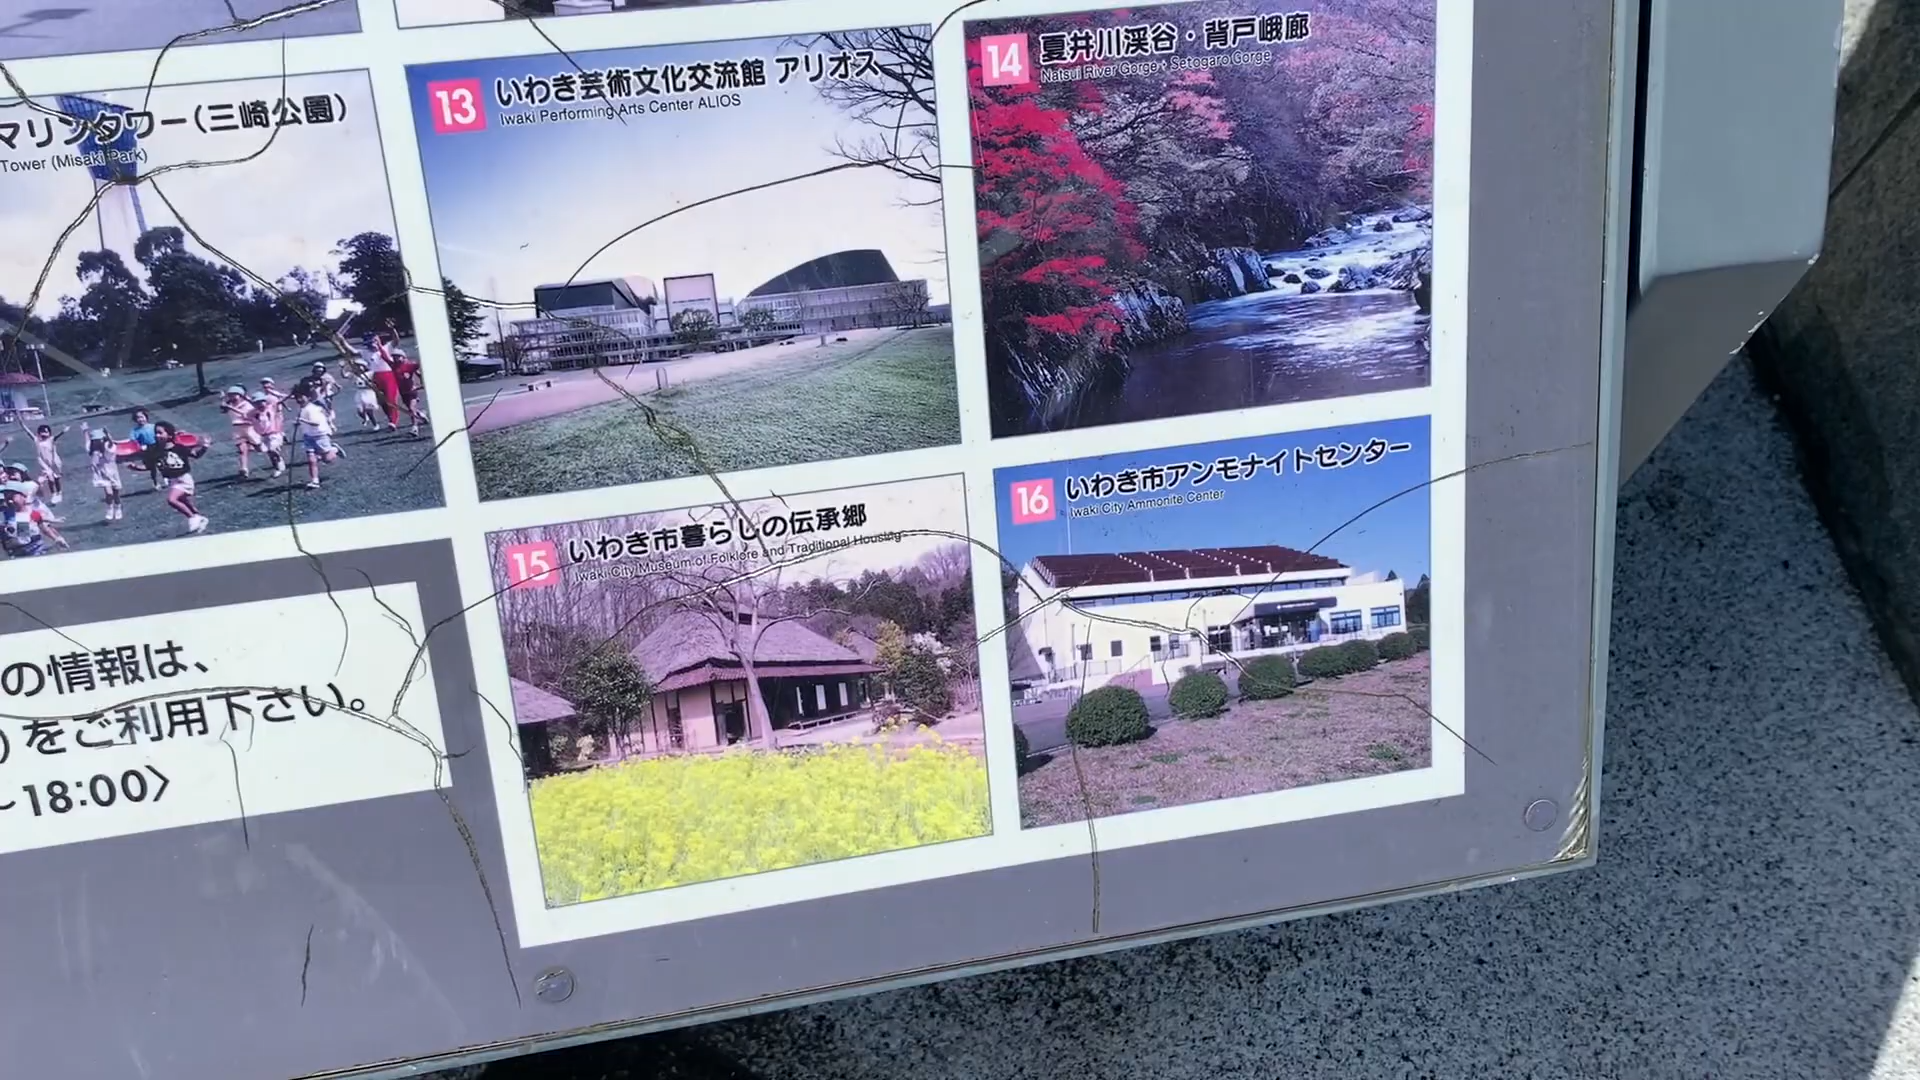 マリンタワー(三崎公園)
Tower (Misaki Park)
13 いわき芸術文化交流館 アリオス
Iwaki Performing Arts Center ALIOS
14 夏井川渓谷・背戸峨廊
Natsui River Gorge・Setogaro Gorge
15 いわき市暮らしの伝承郷
Iwaki City Museum of Folklore and Traditional Housing
16 いわき市アンモナイトセンター
Iwaki City Ammonite Center
の情報は、
)をご利用下さい。
~18:00〉